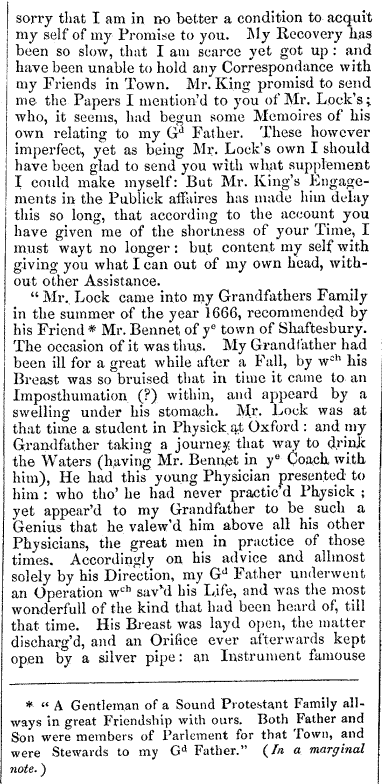 sorry that I am in no better a condition to acquit
my self of my Promise to you. My Recovery has
been so slow, that I am scarce yet got up: and
have been unable to hold any Correspondence with
my Friends in Town. Mr. King promisd to send
me the Papers I mention'd to you of Mr. Lock's;
who, it seems, had begun some Memoires of his
own relating to my Gᵈ Father. These however
imperfect, yet as being Mr. Lock's own I should
have been glad to send you with what supplement
I could make myself: But Mr. King's Engage-
ments in the Publick affaires has made him delay
this so long, that according to the account you
have given me of the shortness of your Time, I
must wayt no longer: but content my self with
giving you what I can out of my own head, with-
out other Assistance.
"Mr. Lock came into my Grandfathers Family
in the summer of the year 1666, recommended by
his Friend * Mr. Bennet of yᵉ town of Shaftesbury.
The occasion of it was thus. My Grandfather had
been ill for a great while after a Fall, by wᶜʰ his
Breast was so bruised that in time it came to an
Imposthumation (?) within, and appeard by a
swelling under his stomach. Mr. Lock was at
that time a student in Physick at Oxford: and my
Grandfather taking a journey that way to drink
the Waters (having Mr. Bennet in yᵉ Coach with
him), He had this young Physician presented to
him: who tho' he had never practic'd Physick;
yet appear'd to my Grandfather to be such a
Genius that he valew'd him above all his other
Physicians, the great men in practice of those
times. Accordingly on his advice and allmost
solely by his Direction, my Gᵈ Father underwent
an Operation wᶜʰ sav'd his Life, and was the most
wonderfull of the kind that had been heard of, till
that time. His Breast was layd open, the matter
discharg'd, and an Orifice ever afterwards kept
open by a silver pipe: an Instrument famouse
* "A Gentleman of a Sound Protestant Family all-
ways in great Friendship with ours. Both Father and
Son were members of Parlement for that Town, and
were Stewards to my Gᵈ Father." (In a marginal
note.)